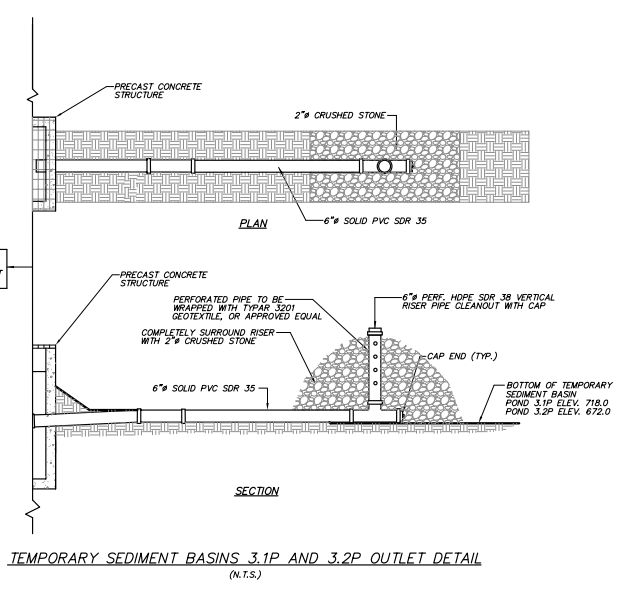 PRECAST CONCRETE
STRUCTURE
2"ø CRUSHED STONE
6"ø SOLID PVC SDR 35
PLAN
T
PRECAST CONCRETE
STRUCTURE
PERFORATED PIPE TO BE
WRAPPED WITH TYPAR 3201
GEOTEXTILE, OR APPROVED EQUAL
6"ø PERF. HDPE SDR 38 VERTICAL
RISER PIPE CLEANOUT WITH CAP
COMPLETELY SURROUND RISER
WITH 2"ø CRUSHED STONE
CAP END (TYP.)
6"ø SOLID PVC SDR 35
BOTTOM OF TEMPORARY
SEDIMENT BASIN
POND 3.1P ELEV. 718.0
POND 3.2P ELEV. 672.0
SECTION
TEMPORARY SEDIMENT BASINS 3.1P AND 3.2P OUTLET DETAIL
(N.T.S.)